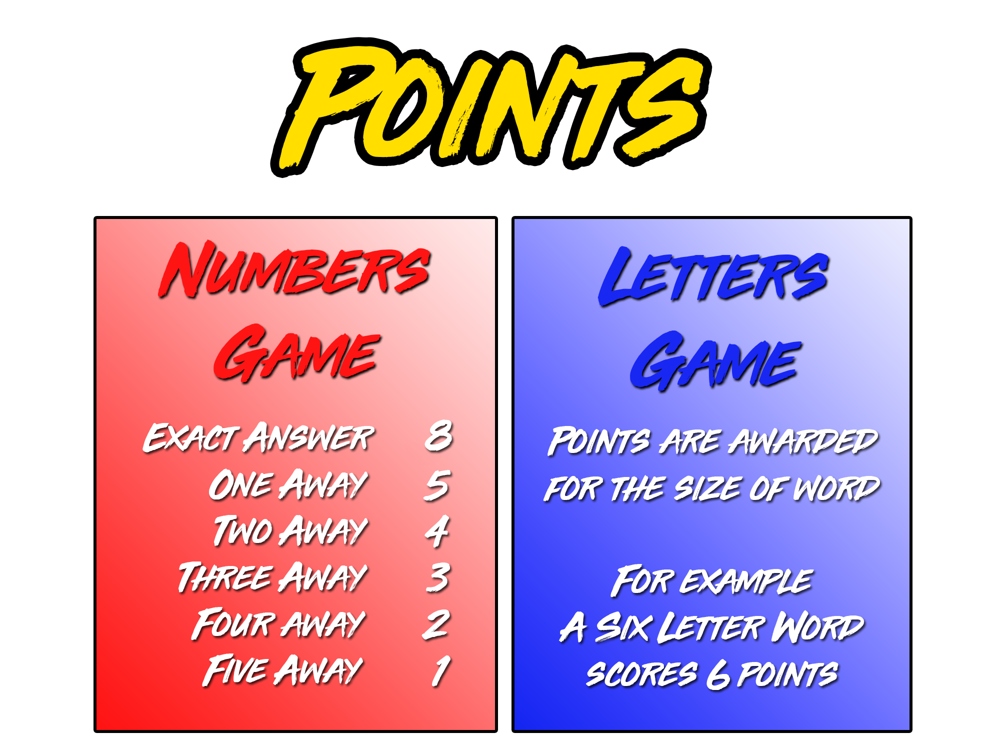 Points
Numbers
Game
Exact Answer 8
One Away 5
Two Away 4
Three Away 3
Four away 2
Five Away 1
Letters
Game
Points are awarded
for the size of word
For example
A Six Letter Word
scores 6 points